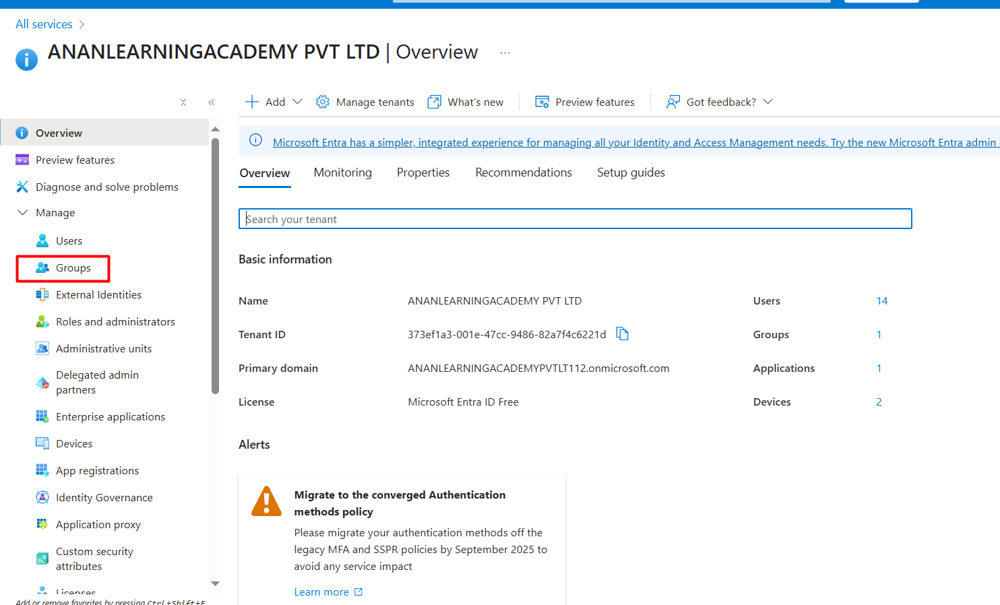 All services
ANANLEARNINGACADEMY PVT LTD | Overview ...
Add
Manage tenants
What's new
Preview features
Got feedback?
Overview
Preview features
Diagnose and solve problems
Manage
Users
Groups
External Identities
Roles and administrators
Administrative units
Delegated admin
partners
Enterprise applications
Devices
App registrations
Identity Governance
Application proxy
Custom security
attributes
Licenses
Add or remove favorites by pressing Ctrl+Shift+F
Microsoft Entra has a simpler, integrated experience for managing all your Identity and Access Management needs. Try the new Microsoft Entra admin
Overview
Monitoring
Properties
Recommendations
Setup guides
Search your tenant
Basic information
Name ANANLEARNINGACADEMY PVT LTD Users 14
Tenant ID 373ef1a3-001e-47cc-9486-82a7f4c6221d Groups 1
Primary domain ANANLEARNINGACADEMYPVTLT112.onmicrosoft.com Applications 1
License Microsoft Entra ID Free Devices 2
Alerts
Migrate to the converged Authentication
methods policy
Please migrate your authentication methods off the
legacy MFA and SSPR policies by September 2025 to
avoid any service impact
Learn more